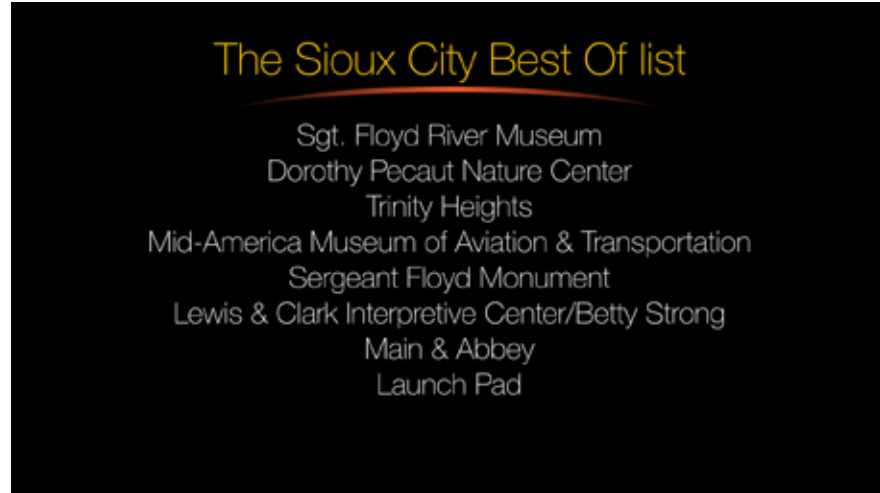 The Sioux City Best Of list
Sgt. Floyd River Museum
Dorothy Pecaut Nature Center
Trinity Heights
Mid-America Museum of Aviation & Transportation
Sergeant Floyd Monument
Lewis & Clark Interpretive Center/Betty Strong
Main & Abbey
Launch Pad